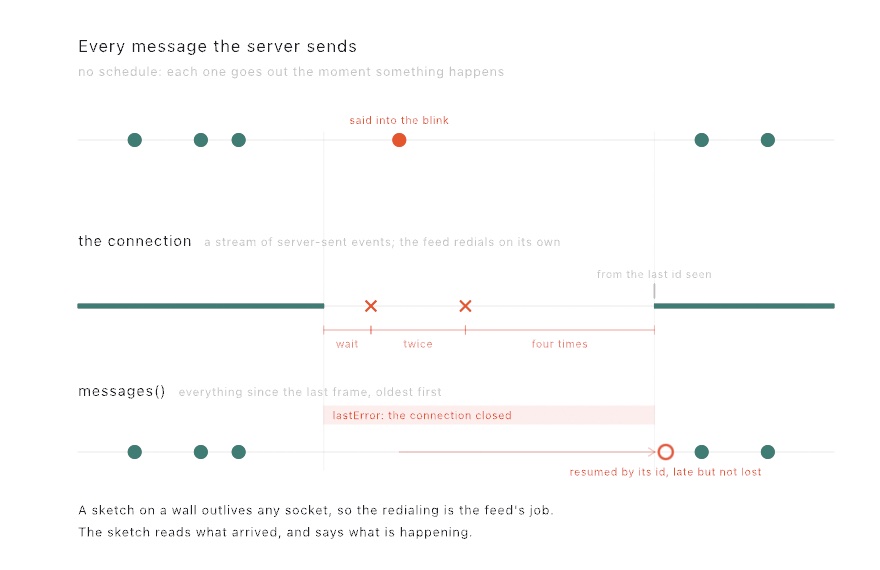 Every message the server sends
no schedule: each one goes out the moment something happens
said into the blink
the connection a stream of server-sent events; the feed redials on its own
from the last id seen
wait twice four times
messages() everything since the last frame, oldest first
lastError: the connection closed
resumed by its id, late but not lost
A sketch on a wall outlives any socket, so the redialing is the feed's job.
The sketch reads what arrived, and says what is happening.